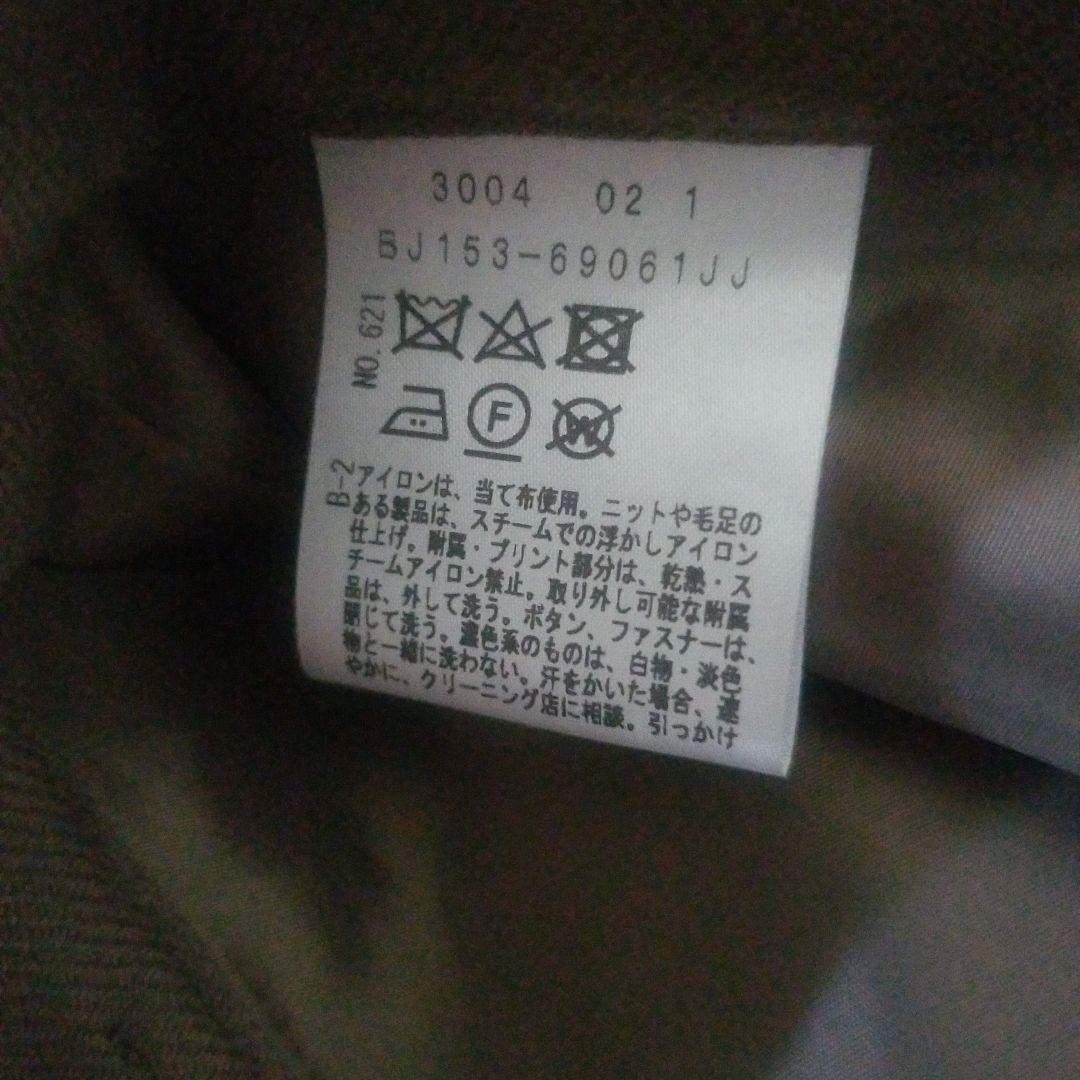 3004 02 1
BJ153-69061JJ
NO.621
F
W
B-2
アイロンは、当て布使用。ニットや毛足の
ある製品は、スチームでの浮かしアイロン
仕上げ。附属・プリント部分は、乾熱・ス
チームアイロン禁止。取り外し可能な附属
品は、外して洗う。ボタン、ファスナーは、
閉じて洗う。濃色系のものは、白物・淡色
物と一緒に洗わない。汗をかいた場合、速
やかに、クリーニング店に相談。引っかけ